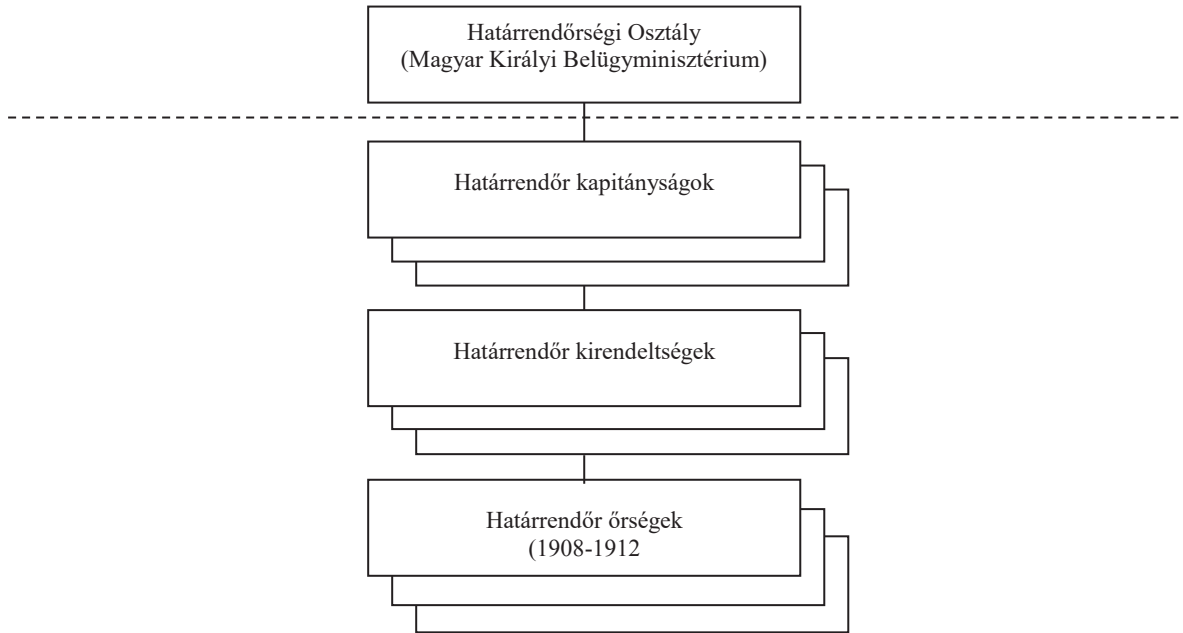 Határrendőrségi Osztály
(Magyar Királyi Belügyminisztérium)
Határrendőr kapitányságok
Határrendőr kirendeltségek
Határrendőr őrségek
(1908-1912